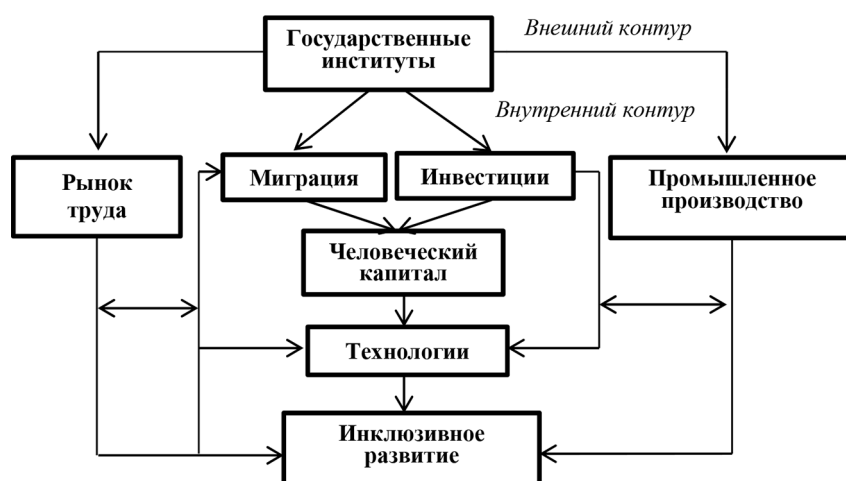 Государственные
институты
Внешний контур
Внутренний контур
Рынок
труда
Миграция
Инвестиции
Промышленное
производство
Человеческий
капитал
Технологии
Инклюзивное
развитие